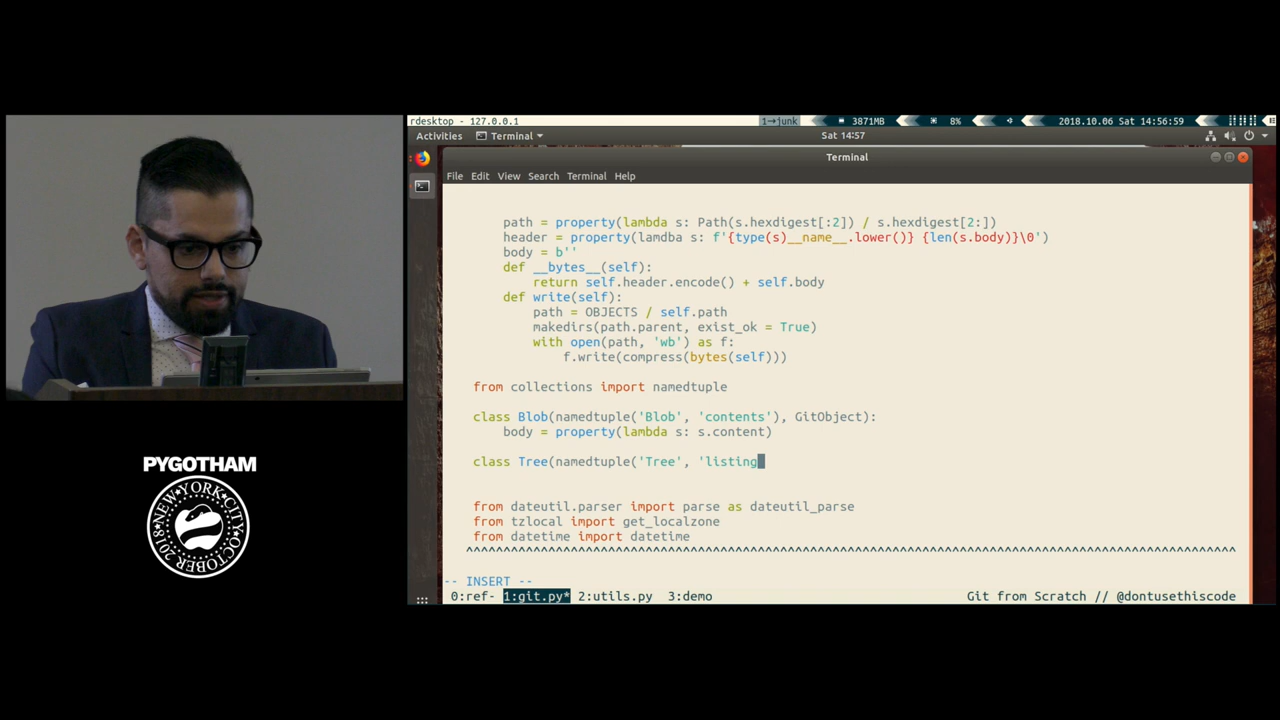 rdesktop - 127.0.0.1
1→junk
3871MB
8%
2018.10.06 Sat 14:56:59
Activities
Terminal
Sat 14:57
Terminal
File Edit View Search Terminal Help
path = property(lambda s: Path(s.hexdigest[:2]) / s.hexdigest[2:])
header = property(lamdba s: f'{type(s)__name__.lower()} {len(s.body)}\0')
body = b''
def __bytes__(self):
return self.header.encode() + self.body
def write(self):
path = OBJECTS / self.path
makedirs(path.parent, exist_ok = True)
with open(path, 'wb') as f:
f.write(compress(bytes(self)))
from collections import namedtuple
class Blob(namedtuple('Blob', 'contents'), GitObject):
body = property(lambda s: s.content)
class Tree(namedtuple('Tree', 'listing
from dateutil.parser import parse as dateutil_parse
from tzlocal import get_localzone
from datetime import datetime
^^^^^^^^^^^^^^^^^^^^^^^^^^^^^^^^^^^^^^^^^^^^^^^^^^^^^^^^^^^^^^^^^^^^^^^^^^^^^^^^^^^^^^^^^^^^^^^^^^^^^^^
-- INSERT --
0:ref- 1:git.py* 2:utils.py 3:demo
Git from Scratch // @dontusethiscode
PYGOTHAM
NEW·YORK·CITY·OCTOBER·2018